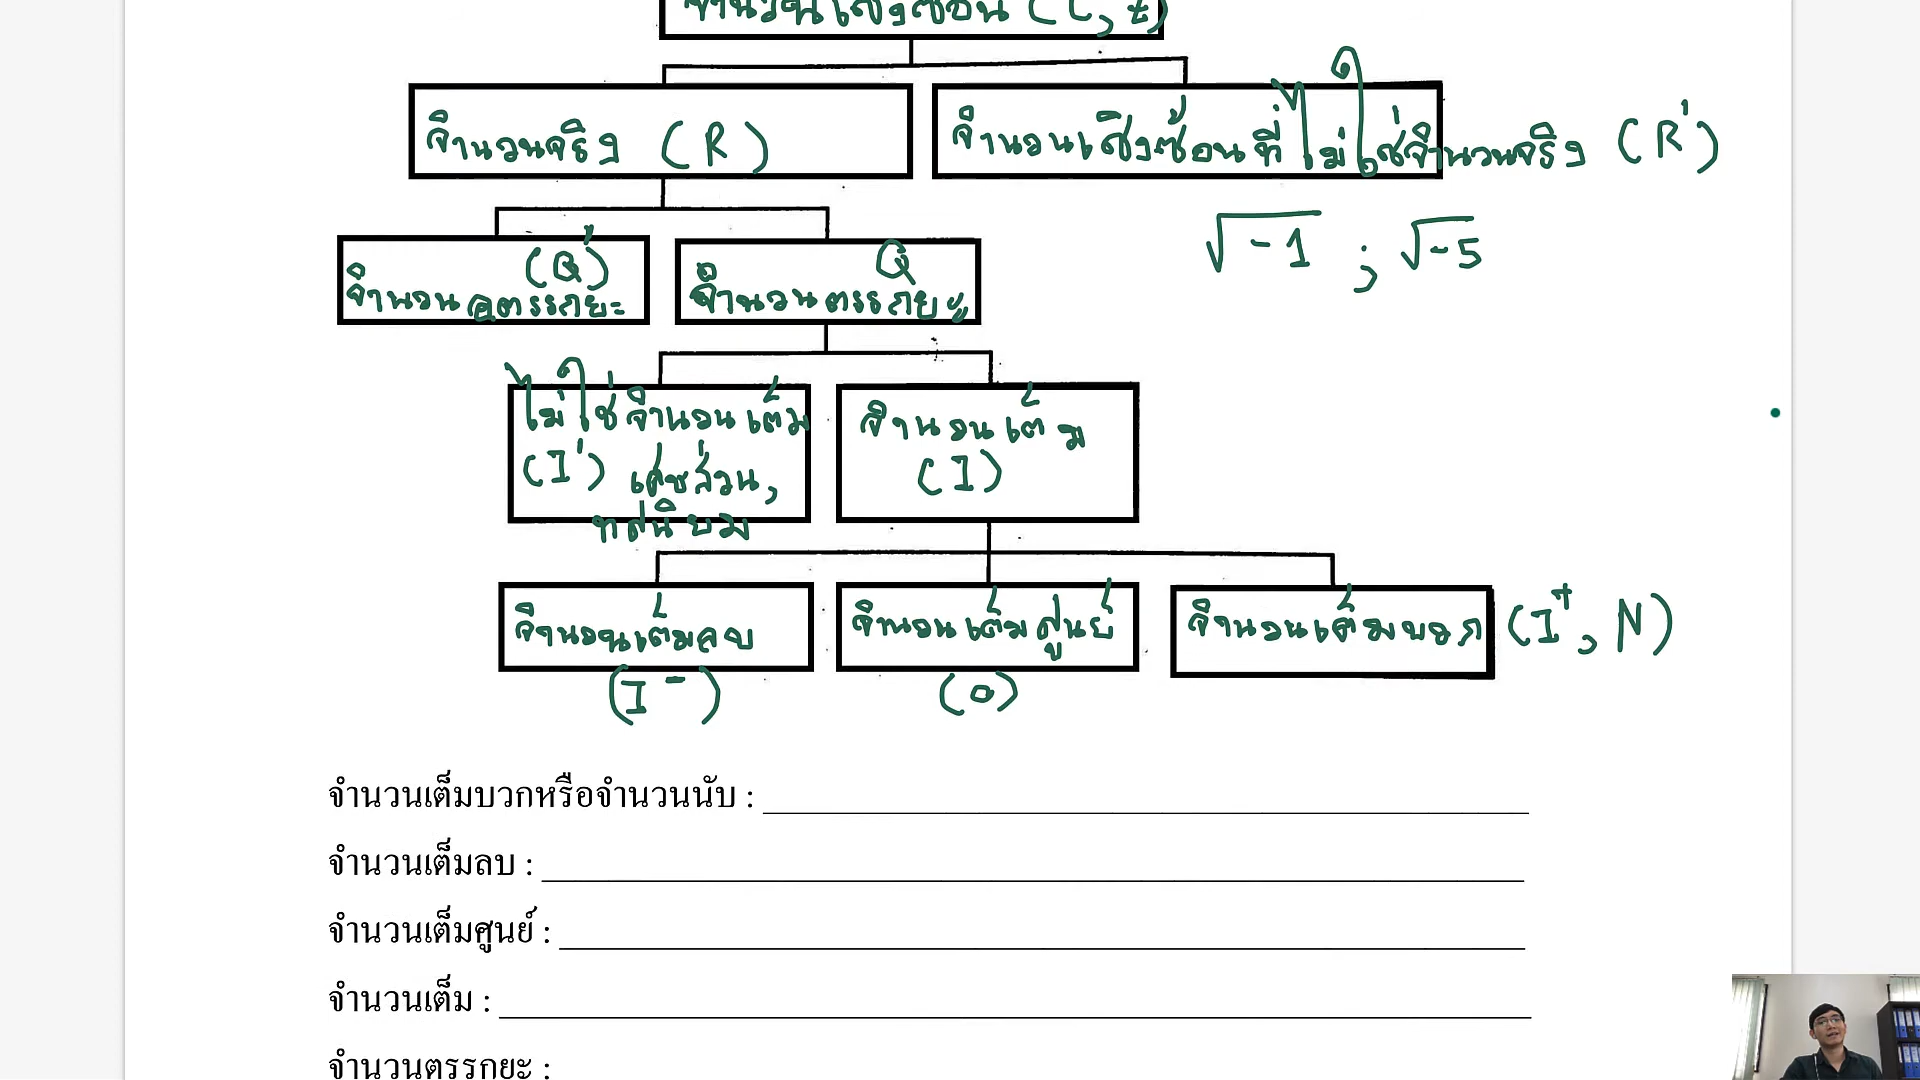 จำนวนเชิงซ้อน (C, z)
จำนวนจริง (R)
จำนวนเชิงซ้อนที่ไม่ใช่จำนวนจริง (R')
√-1 ; √-5
(Q')
จำนวนอตรรกยะ
Q
จำนวนตรรกยะ
ไม่ใช่จำนวนเต็ม
(I') เศษส่วน,
ทศนิยม
จำนวนเต็ม
(I)
จำนวนเต็มลบ
(I⁻)
จำนวนเต็มศูนย์
(0)
จำนวนเต็มบวก (I⁺, N)
จำนวนเต็มบวกหรือจำนวนนับ :
จำนวนเต็มลบ :
จำนวนเต็มศูนย์ :
จำนวนเต็ม :
จำนวนตรรกยะ :